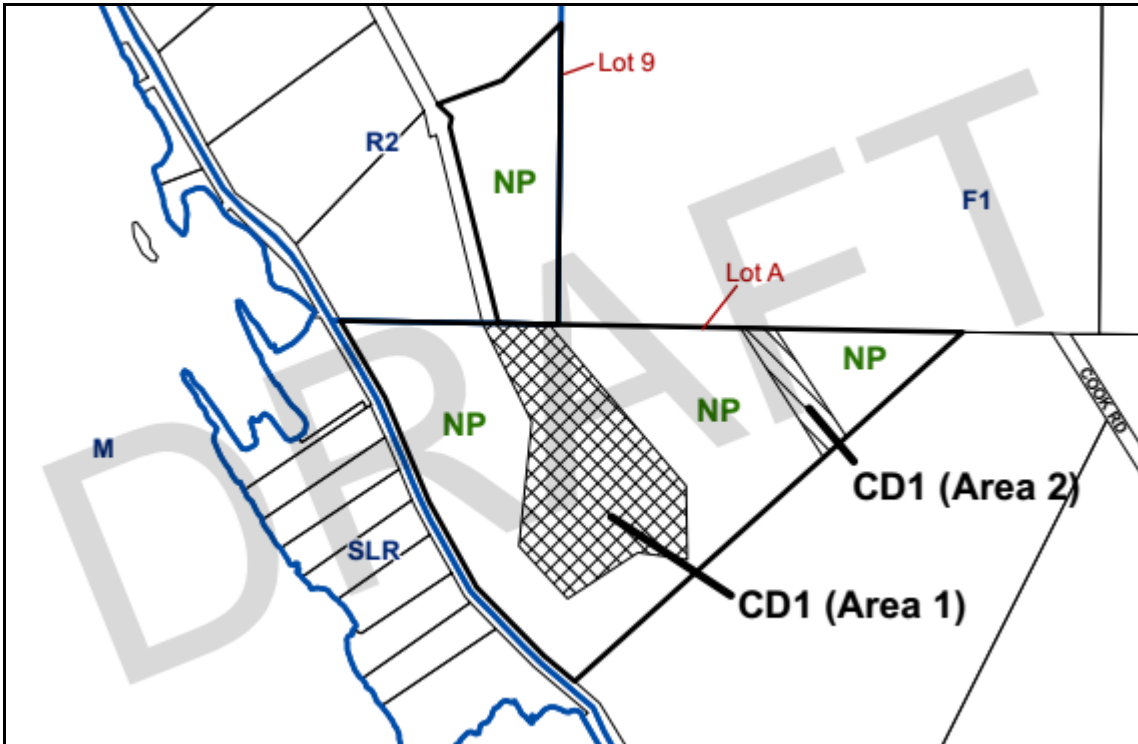 Lot 9
R2
NP
F1
Lot A
NP
NP
NP
COOK RD
M
CD1 (Area 2)
SLR
CD1 (Area 1)
DRAFT